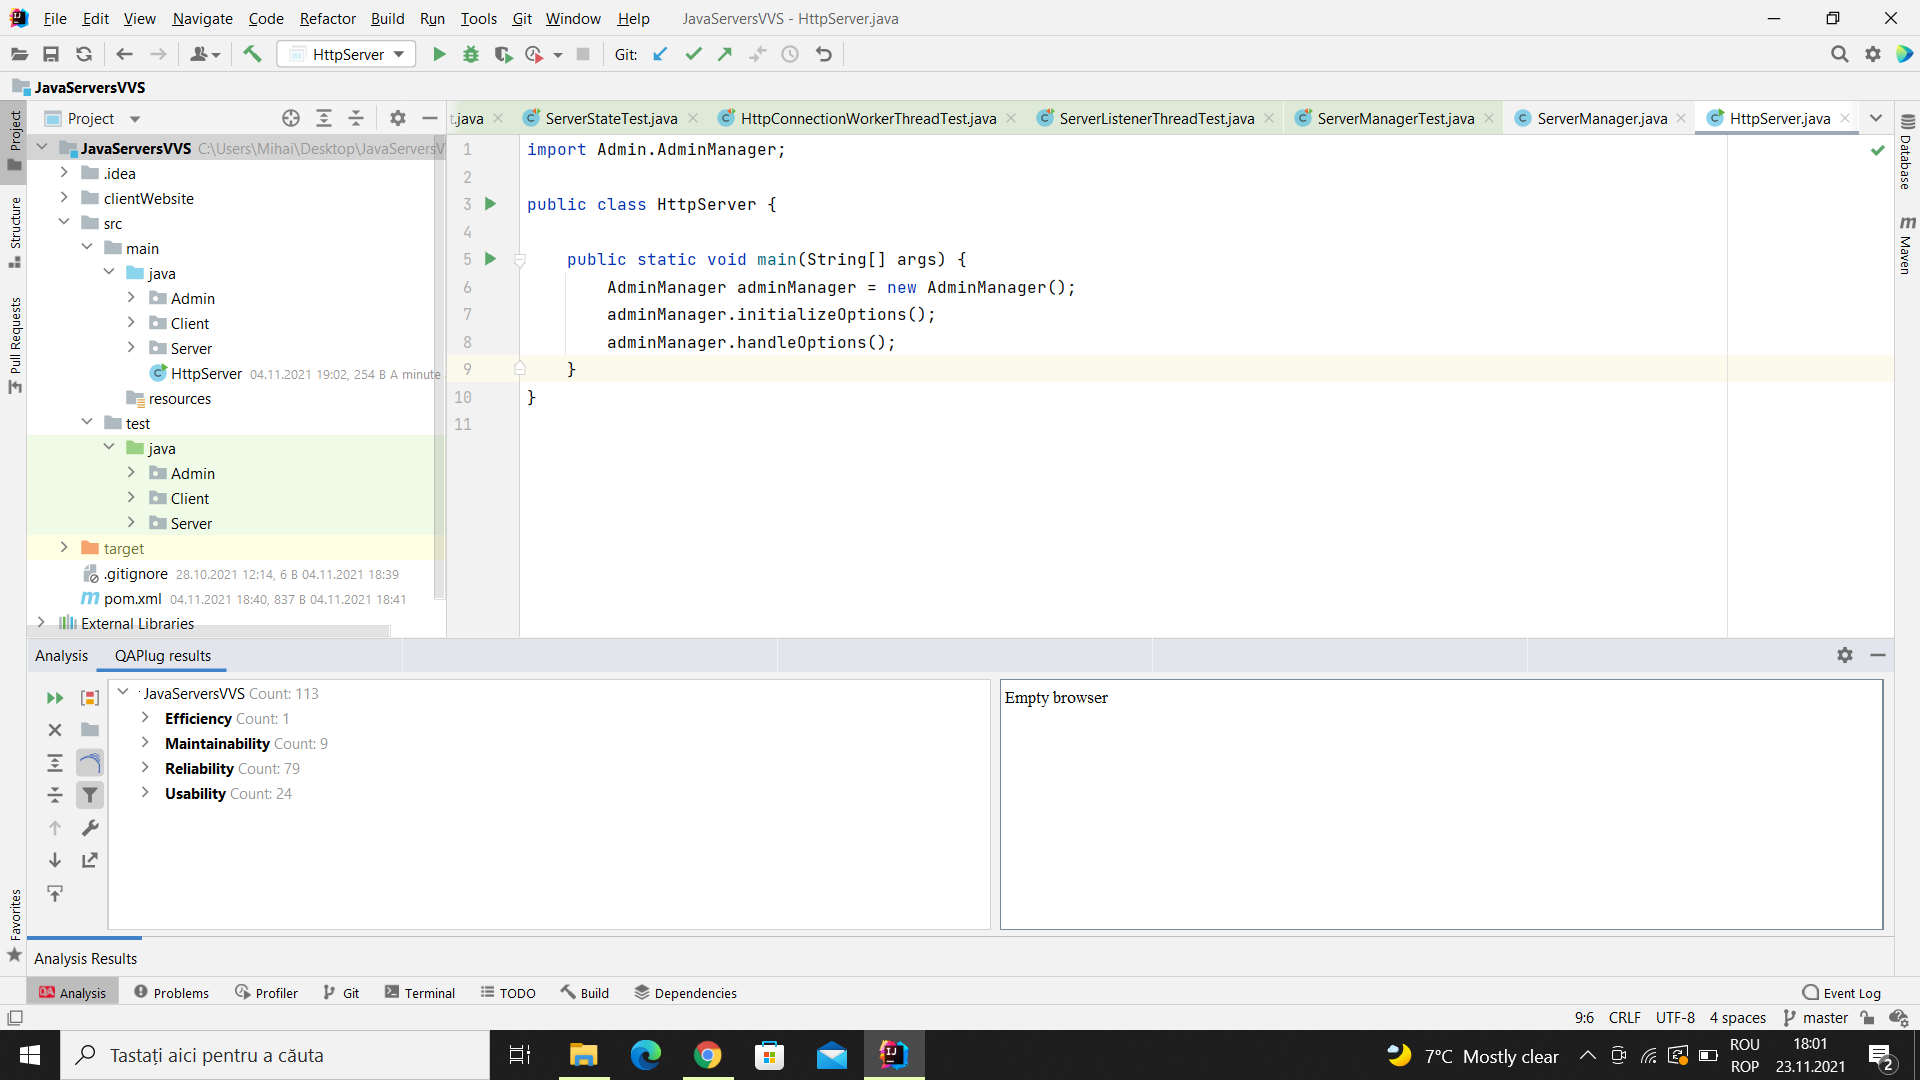 File Edit View Navigate Code Refactor Build Run Tools Git Window Help JavaServersVVS - HttpServer.java
HttpServer Git:
JavaServersVVS
Project
t.java ServerStateTest.java HttpConnectionWorkerThreadTest.java ServerListenerThreadTest.java ServerManagerTest.java ServerManager.java HttpServer.java
Project
Structure
Pull Requests
Favorites
JavaServersVVS C:\Users\Mihai\Desktop\JavaServersV
.idea
clientWebsite
src
main
java
Admin
Client
Server
HttpServer 04.11.2021 19:02, 254 B A minute
resources
test
java
Admin
Client
Server
target
.gitignore 28.10.2021 12:14, 6 B 04.11.2021 18:39
pom.xml 04.11.2021 18:40, 837 B 04.11.2021 18:41
External Libraries
1 import Admin.AdminManager;
2
3 public class HttpServer {
4
5 public static void main(String[] args) {
6 AdminManager adminManager = new AdminManager();
7 adminManager.initializeOptions();
8 adminManager.handleOptions();
9 }
10 }
11
Database
Maven
Analysis QAPlug results
JavaServersVVS Count: 113
Efficiency Count: 1
Maintainability Count: 9
Reliability Count: 79
Usability Count: 24
Empty browser
Analysis Results
QA Analysis Problems Profiler Git Terminal TODO Build Dependencies Event Log
9:6 CRLF UTF-8 4 spaces master
Tastați aici pentru a căuta
7°C Mostly clear
ROU
ROP
18:01
23.11.2021
2